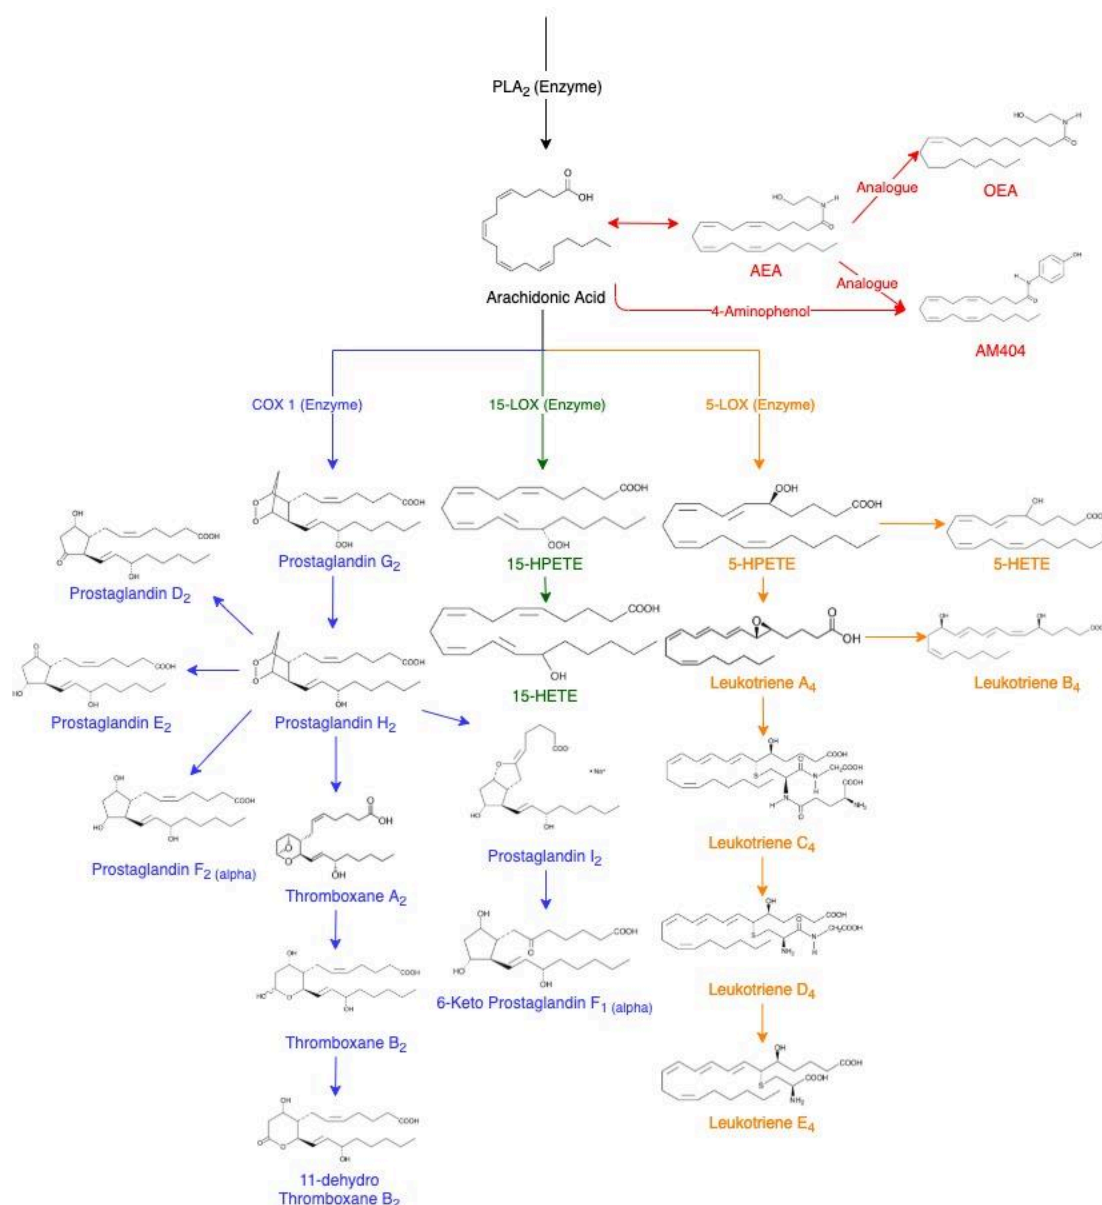 PLA2 (Enzyme)
Arachidonic Acid
AEA
Analogue
OEA
Analogue
4-Aminophenol
AM404
COX 1 (Enzyme)
15-LOX (Enzyme)
5-LOX (Enzyme)
Prostaglandin G2
15-HPETE
5-HPETE
5-HETE
Prostaglandin D2
Prostaglandin E2
Prostaglandin H2
15-HETE
Leukotriene A4
Leukotriene B4
Prostaglandin F2 (alpha)
Thromboxane A2
Prostaglandin I2
Leukotriene C4
Thromboxane B2
6-Keto Prostaglandin F1 (alpha)
Leukotriene D4
11-dehydro
Thromboxane B2
Leukotriene E4